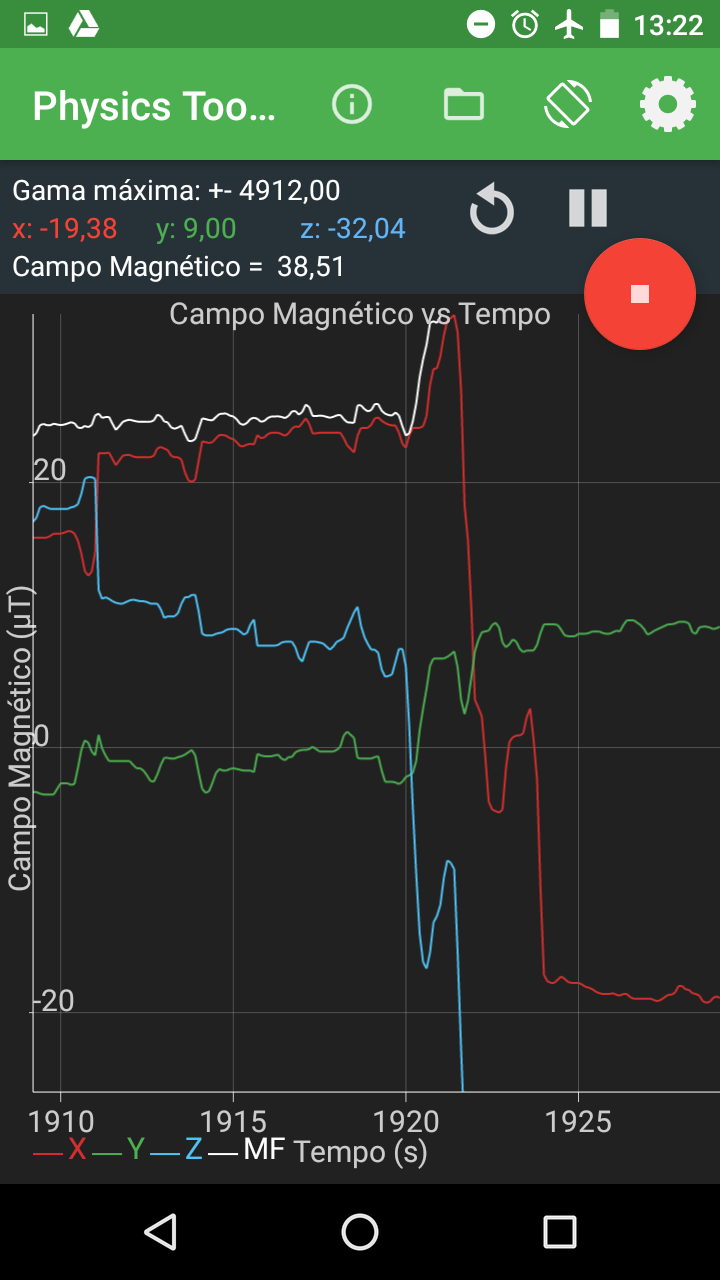 13:22
Physics Too...
Gama máxima: +- 4912,00
x: -19,38 y: 9,00 z: -32,04
Campo Magnético = 38,51
Campo Magnético vs Tempo
20
0
-20
Campo Magnético (µT)
1910 1915 1920 1925
X Y Z MF Tempo (s)